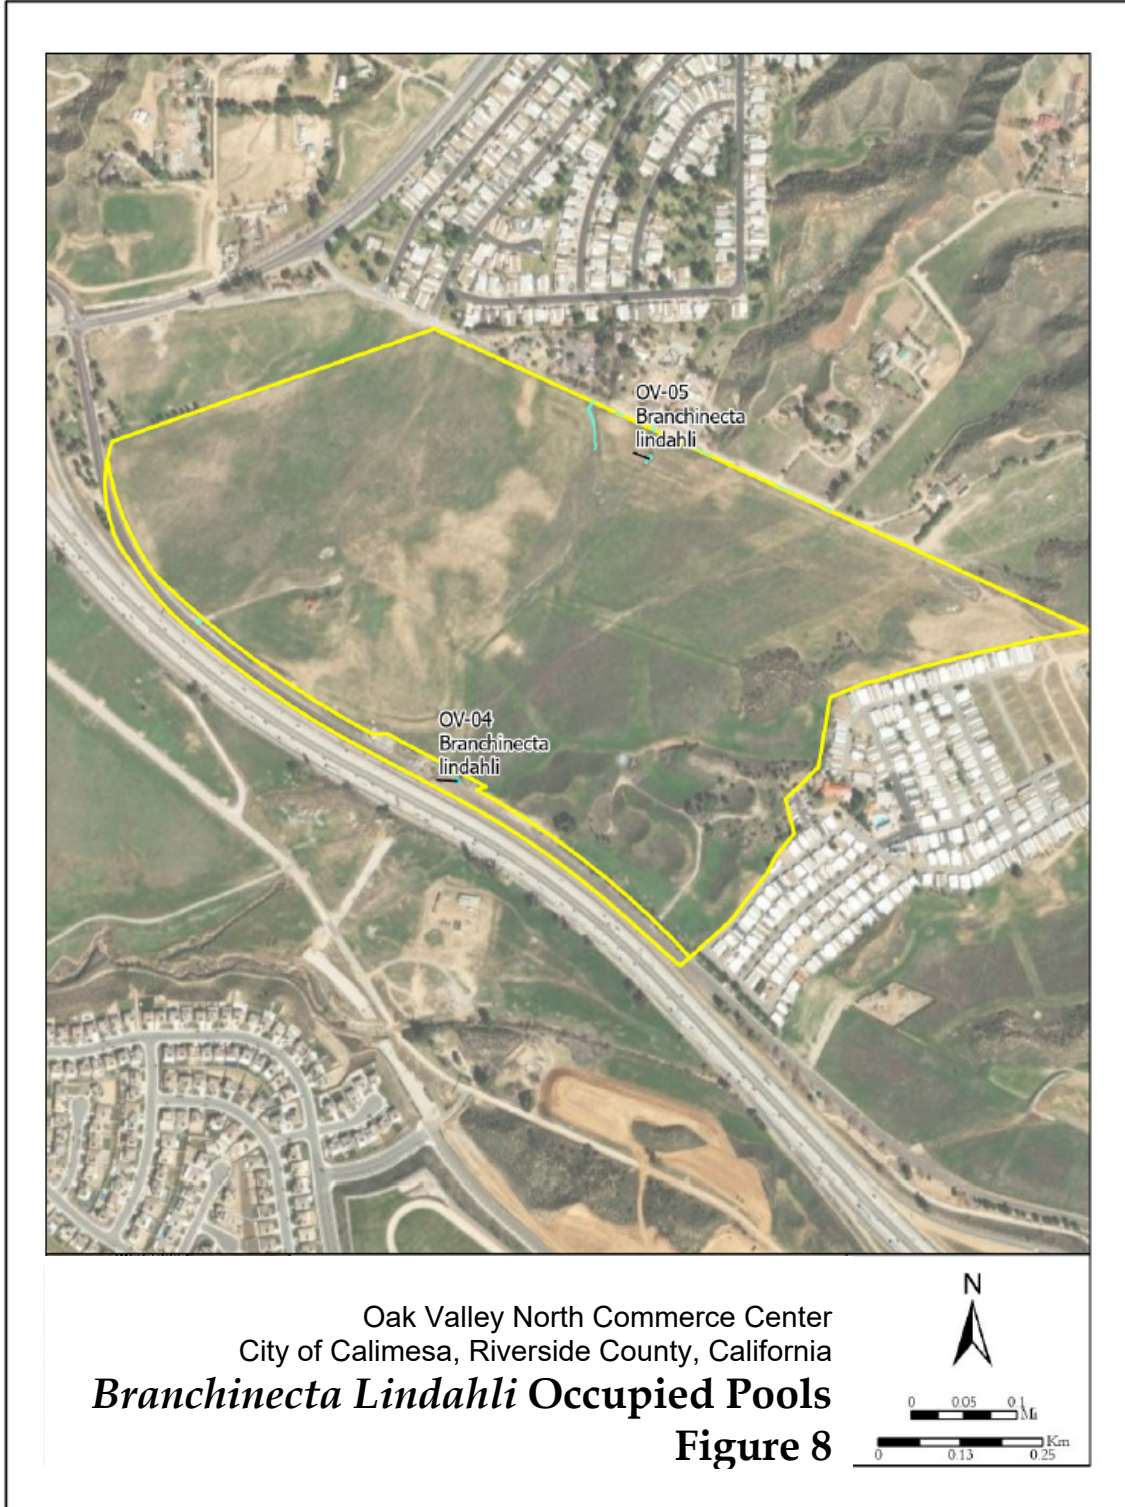 OV-05
Branchinecta
lindahli
OV-04
Branchinecta
lindahli
Oak Valley North Commerce Center
City of Calimesa, Riverside County, California
Branchinecta Lindahli Occupied Pools
Figure 8
N
0 0.05 0.1
Mi
Km
0 0.13 0.25